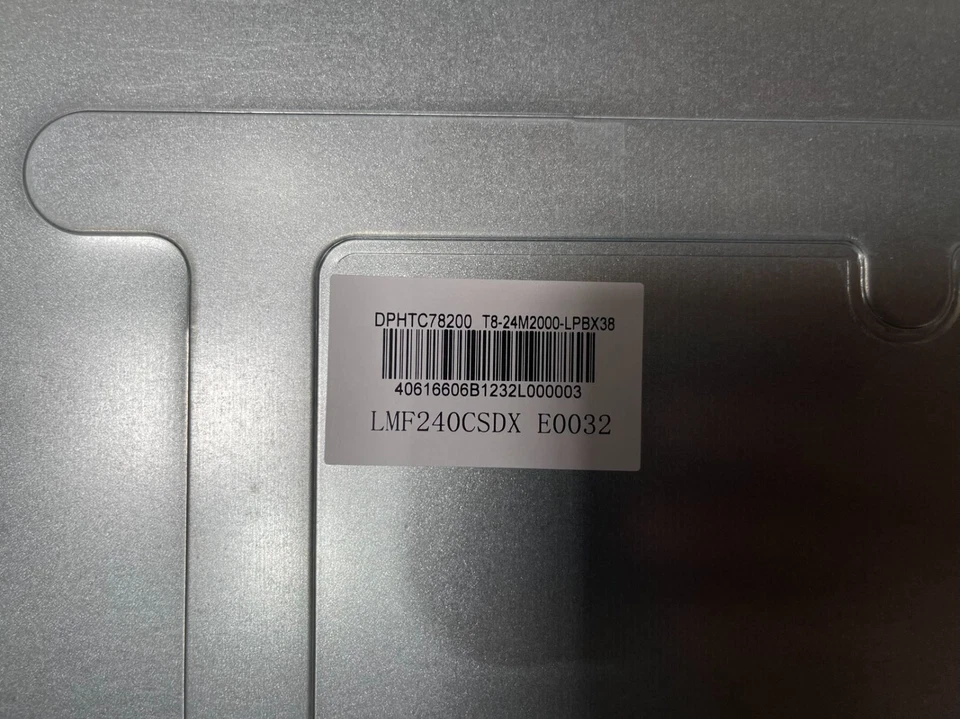 DPHTC78200 T8-24M2000-LPBX38
40616606B1232L000003
LMF240CSDX E0032